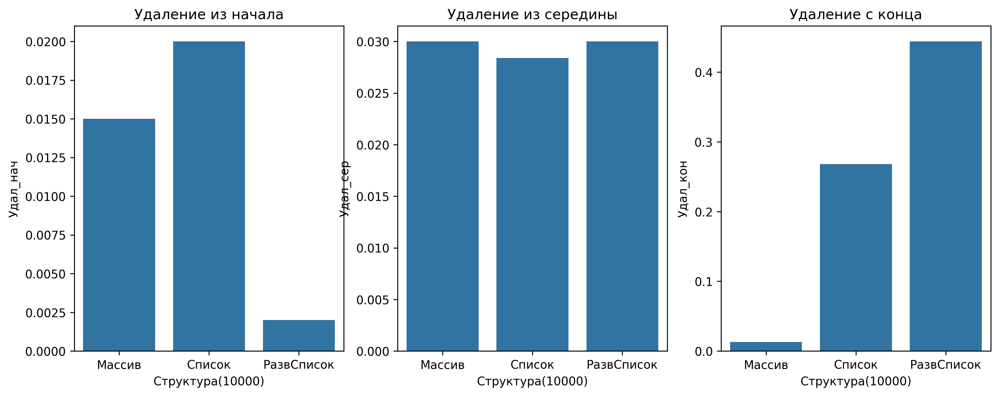 Удаление из начала
Удал_нач
0.0200
0.0175
0.0150
0.0125
0.0100
0.0075
0.0050
0.0025
0.0000
Массив Список РазвСписок
Структура(10000)
Удаление из середины
Удал_сер
0.030
0.025
0.020
0.015
0.010
0.005
0.000
Массив Список РазвСписок
Структура(10000)
Удаление с конца
Удал_кон
0.4
0.3
0.2
0.1
0.0
Массив Список РазвСписок
Структура(10000)